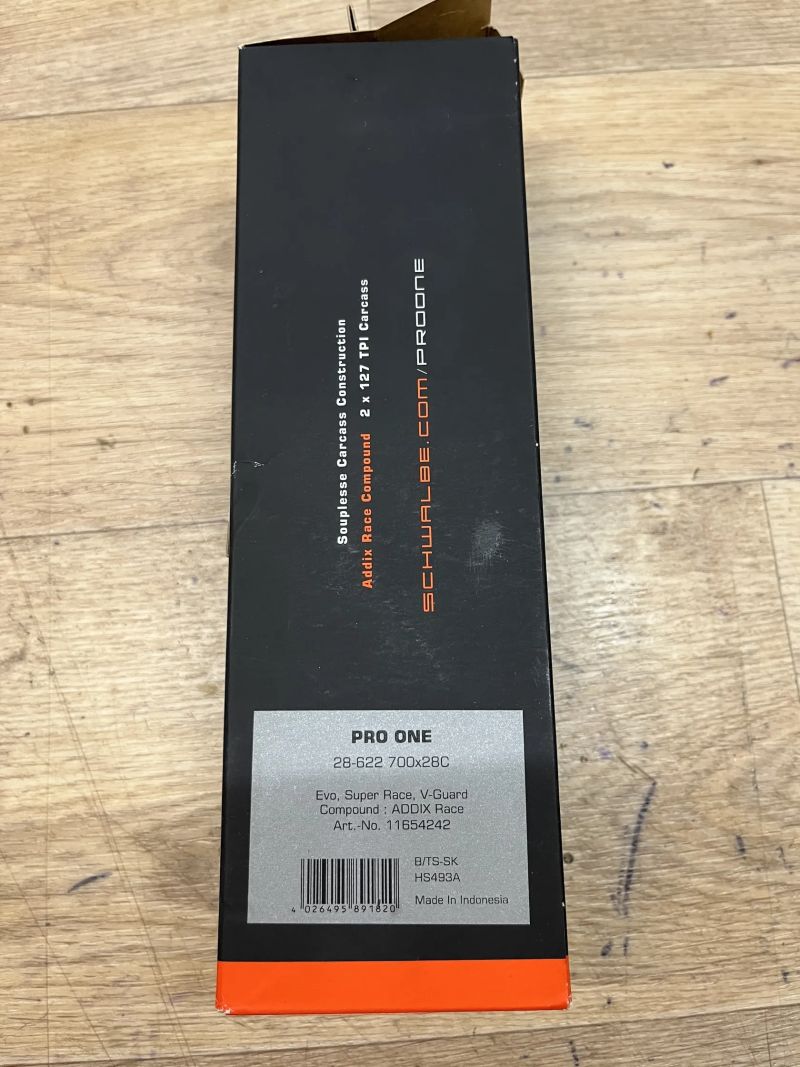 Souplesse Carcass Construction
Addix Race Compound 2 x 127 TPI Carcass
SCHWALBE.COM/PROONE
PRO ONE
28-622 700x28C
Evo, Super Race, V-Guard
Compound : ADDIX Race
Art.-No. 11654242
B/TS-SK
HS493A
Made In Indonesia
4 026495 891820